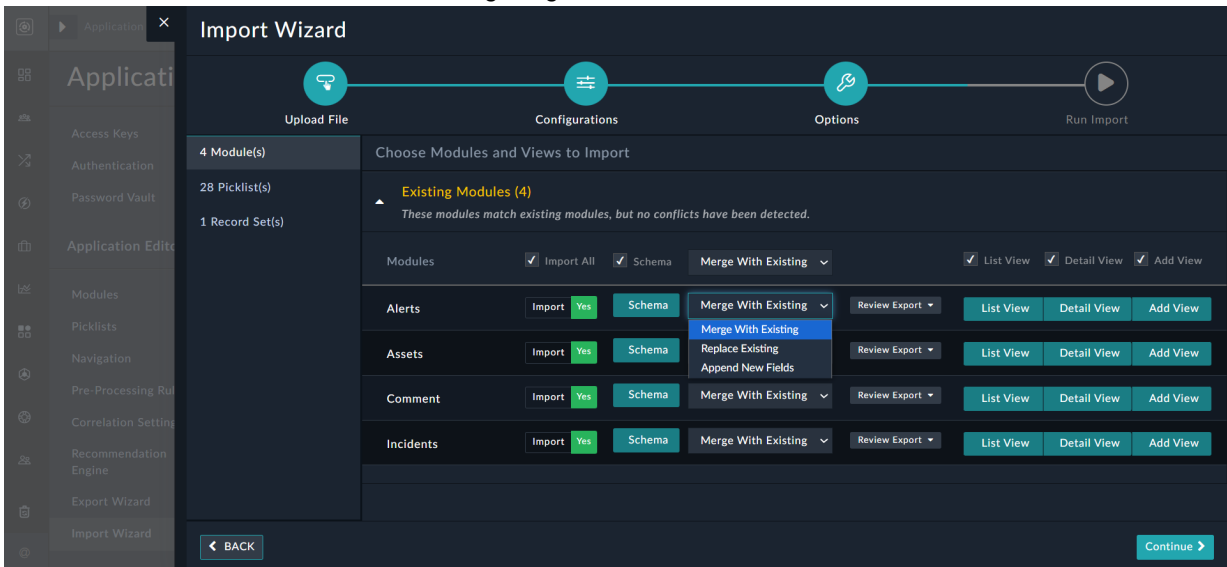 Application
×
Import Wizard
Applicati
Upload File
Configurations
Options
Run Import
Access Keys
Authentication
Password Vault
Application Edito
Modules
Picklists
Navigation
Pre-Processing Rul
Correlation Setting
Recommendation
Engine
Export Wizard
Import Wizard
4 Module(s)
28 Picklist(s)
1 Record Set(s)
Choose Modules and Views to Import
Existing Modules (4)
These modules match existing modules, but no conflicts have been detected.
Modules Import All Schema Merge With Existing List View Detail View Add View
Alerts Import Yes Schema Merge With Existing Review Export List View Detail View Add View
Merge With Existing
Replace Existing
Append New Fields
Assets Import Yes Schema Review Export List View Detail View Add View
Comment Import Yes Schema Merge With Existing Review Export List View Detail View Add View
Incidents Import Yes Schema Merge With Existing Review Export List View Detail View Add View
BACK
Continue